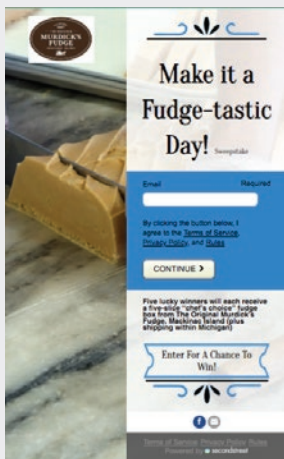 MURDICK'S
FUDGE
Make it a
Fudge-tastic
Day! Sweepstakes
Email Required
By clicking the button below, I
agree to the Terms of Service,
Privacy Policy, and Rules
CONTINUE >
Five lucky winners will each receive
a five-slide "chef's choice" fudge
box from The Original Murdick's
Fudge, Mackinac Island (plus
shipping within Michigan)
Enter For A Chance To
Win!
f
Terms of Service Privacy Policy Rules
Powered by secondstreet